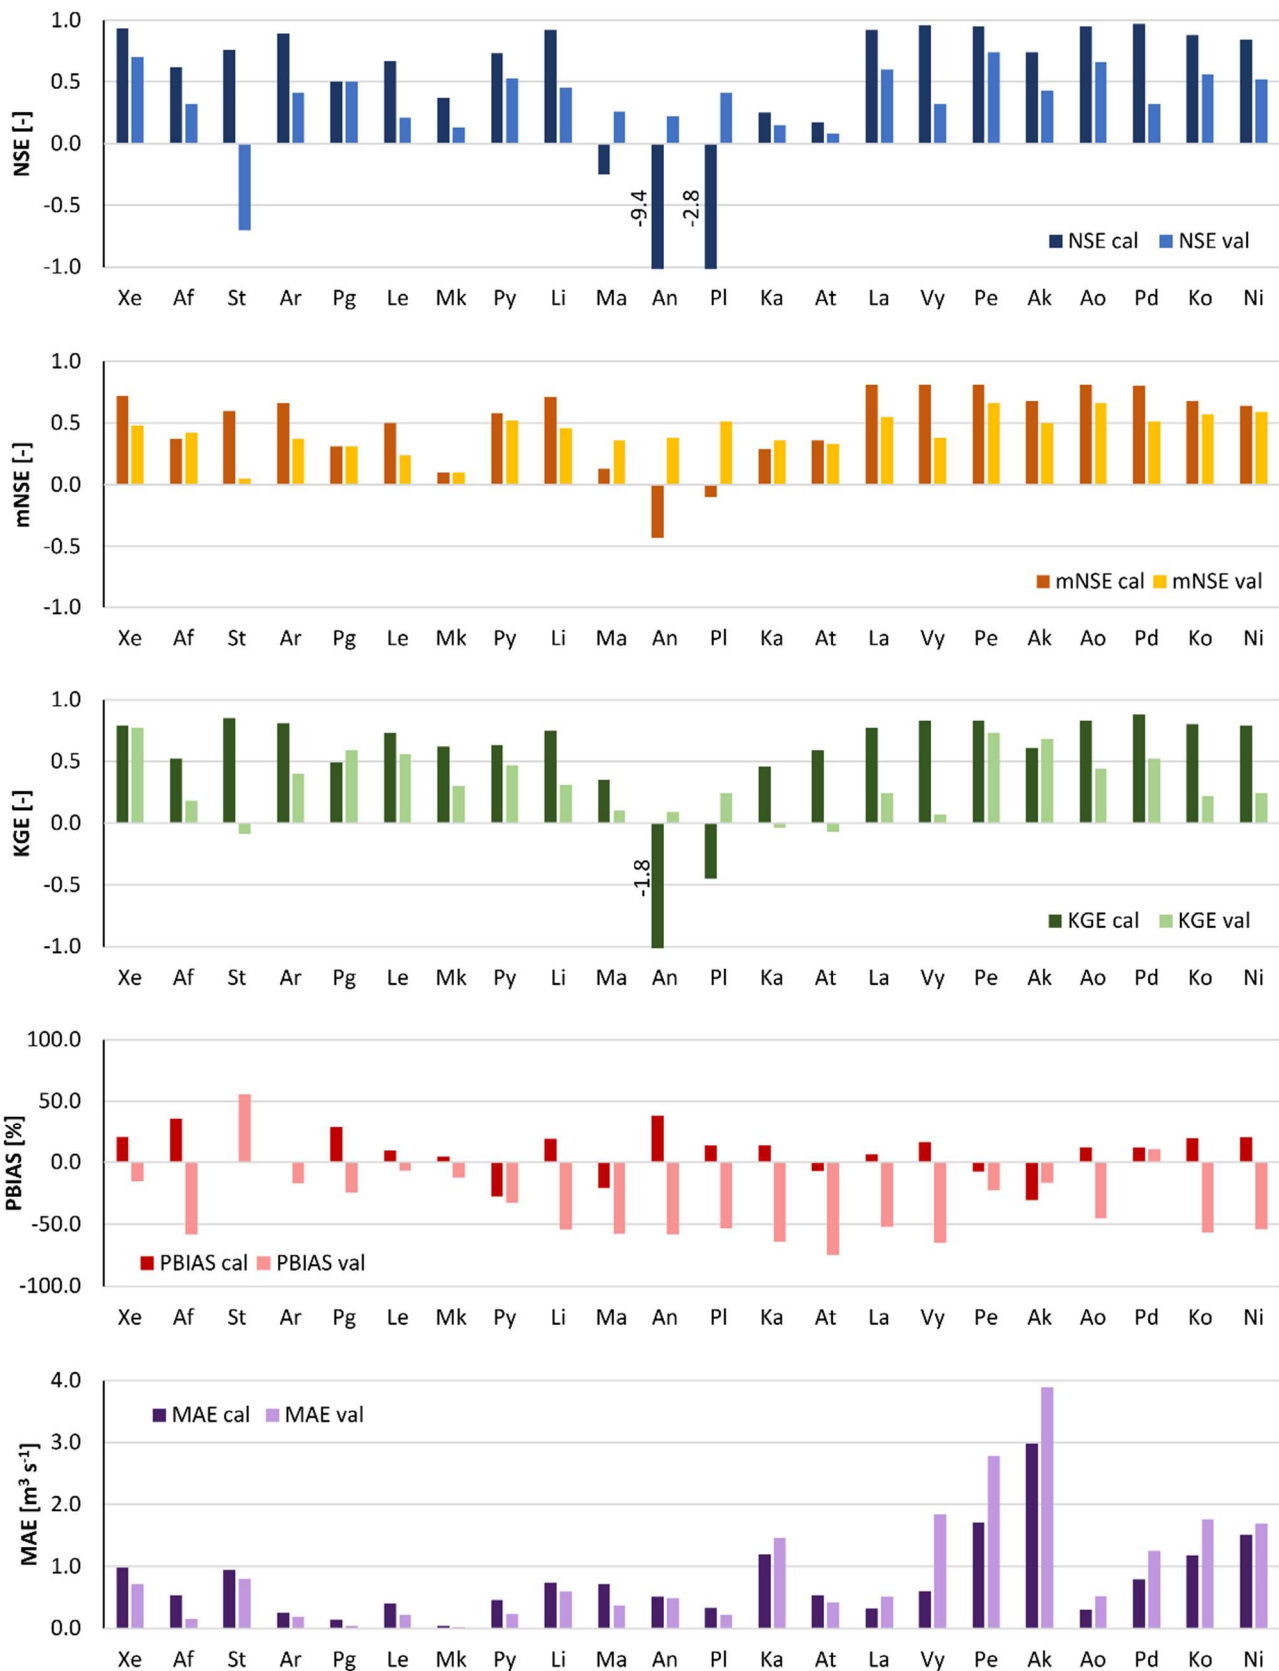 1.0
0.5
0.0
-0.5
-1.0
NSE [-]
-9.4
-2.8
NSE cal NSE val
Xe Af St Ar Pg Le Mk Py Li Ma An Pl Ka At La Vy Pe Ak Ao Pd Ko Ni
1.0
0.5
0.0
-0.5
-1.0
mNSE [-]
mNSE cal mNSE val
Xe Af St Ar Pg Le Mk Py Li Ma An Pl Ka At La Vy Pe Ak Ao Pd Ko Ni
1.0
0.5
0.0
-0.5
-1.0
KGE [-]
-1.8
KGE cal KGE val
Xe Af St Ar Pg Le Mk Py Li Ma An Pl Ka At La Vy Pe Ak Ao Pd Ko Ni
100.0
50.0
0.0
-50.0
-100.0
PBIAS [%]
PBIAS cal PBIAS val
Xe Af St Ar Pg Le Mk Py Li Ma An Pl Ka At La Vy Pe Ak Ao Pd Ko Ni
4.0
3.0
2.0
1.0
0.0
MAE [m³ s⁻¹]
MAE cal MAE val
Xe Af St Ar Pg Le Mk Py Li Ma An Pl Ka At La Vy Pe Ak Ao Pd Ko Ni